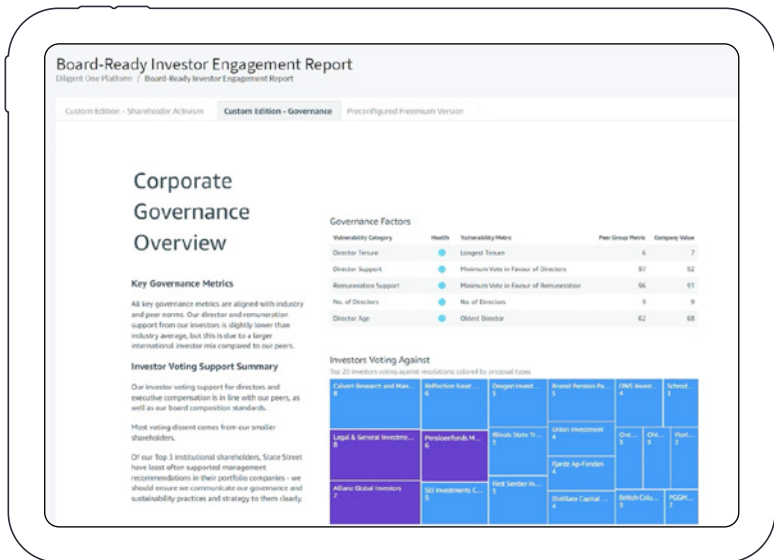 Board-Ready Investor Engagement Report
Diligent One Platform / Board-Ready Investor Engagement Report
Custom Edition - Shareholder Activism
Custom Edition - Governance
Preconfigured Freemium Version
Corporate
Governance
Overview
Key Governance Metrics
All key governance metrics are aligned with industry
and peer norms. Our director and remuneration
support from our investors is slightly lower than
industry average, but this is due to a larger
international investor mix compared to our peers.
Investor Voting Support Summary
Our investor voting support for directors and
executive compensation is in line with our peers, as
well as our board composition standards.
Most voting dissent comes from our smaller
shareholders.
Of our Top 3 institutional shareholders, State Street
have least often supported management
recommendations in their portfolio companies - we
should ensure we communicate our governance and
sustainability practices and strategy to them clearly.
Governance Factors
Vulnerability Category Health Vulnerability Metric Peer Group Metric Company Value
Director Tenure Longest Tenure 6 7
Director Support Minimum Vote in Favour of Directors 97 92
Remuneration Support Minimum Vote in Favour of Remuneration 96 91
No. of Directors No. of Directors 9 9
Director Age Oldest Director 62 68
Investors Voting Against
Top 20 investors voting against resolutions, colored by proposal types
Calvert Research and Man...
8
Legal & General Investme...
8
Allianz Global Investors
7
Reflection Asset ...
6
Pensioenfonds M...
6
SLI Investments C...
5
Oregon Invest...
5
Illinois State Tr...
5
First Sentier In...
5
Brunel Pension Pa...
5
Union Investment
4
Fjarde Ap-Fonden
4
Distillate Capital ...
4
DWS Invest...
4
Schrod...
3
Ont...
3
Chi...
3
Flori...
3
British Colu...
3
PGGM...